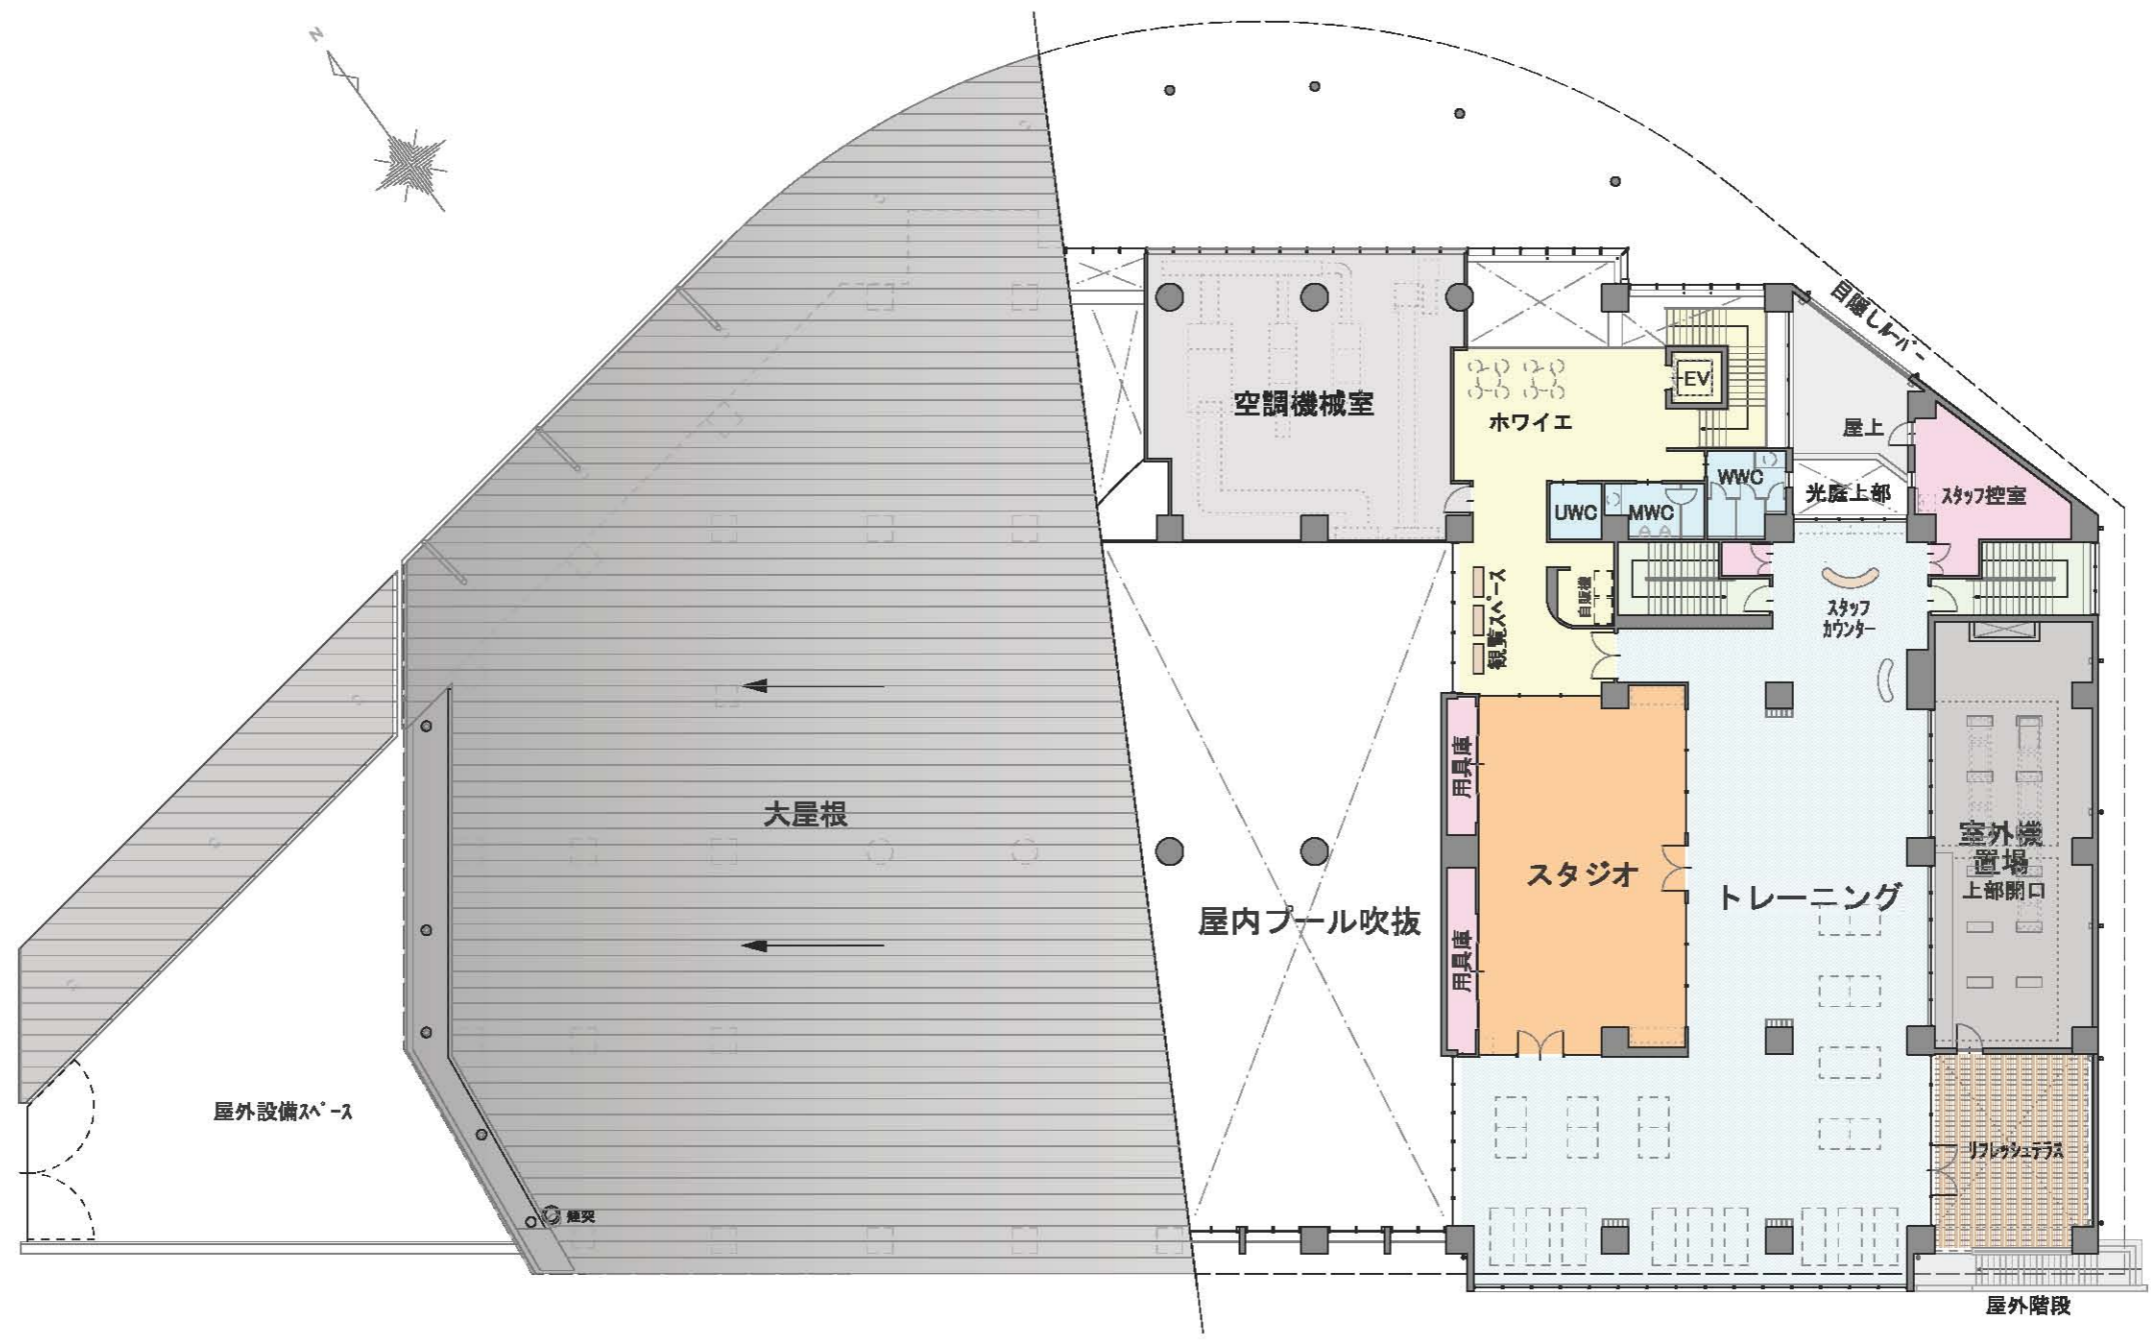 N
目隠しルーバー
EV
空調機械室
ホワイエ
屋上
WWC
光庭上部
スタッフ控室
UWC
MWC
観覧スペース
自販機
スタッフ
カウンター
用具庫
大屋根
室外機
置場
上部開口
スタジオ
トレーニング
屋内プール吹抜
用具庫
屋外設備スペース
リフレッシュテラス
煙突
屋外階段